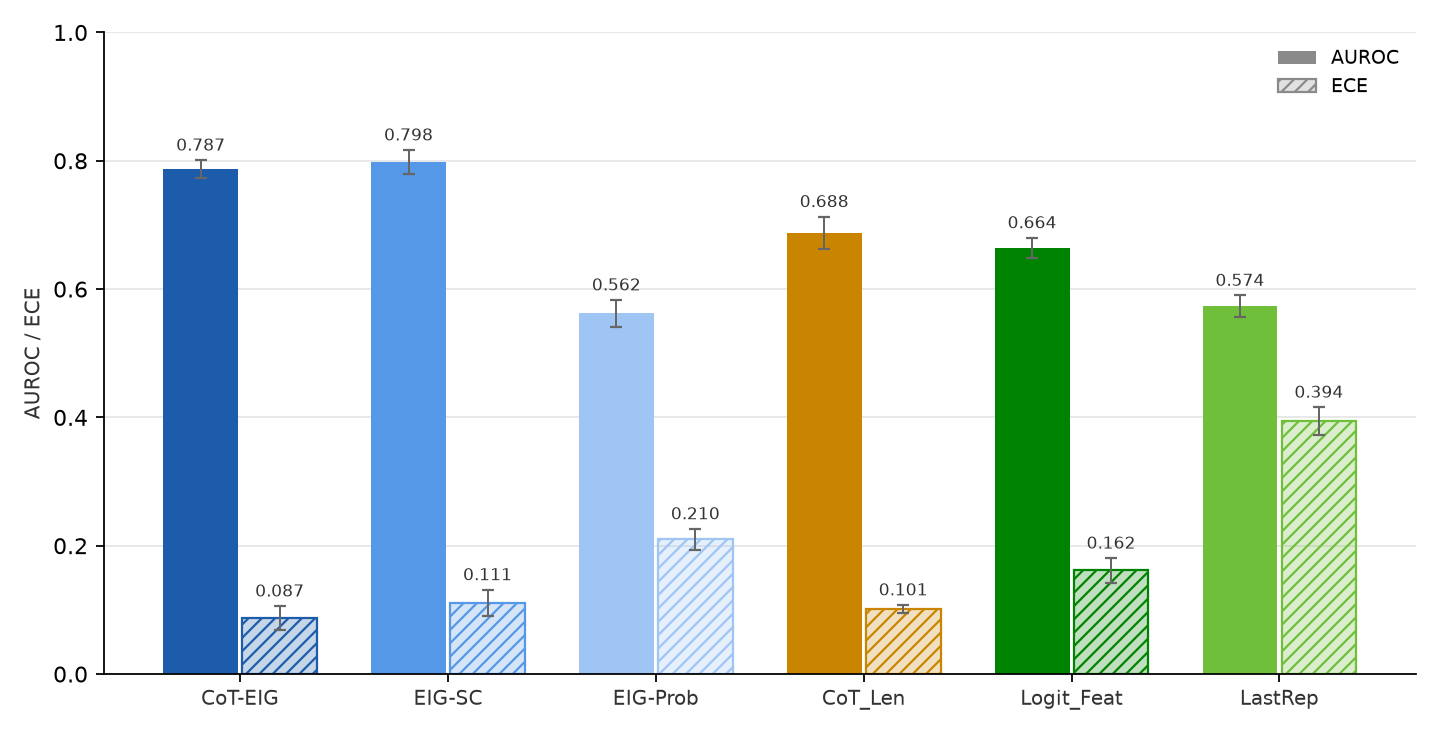 AUROC
ECE
AUROC / ECE
1.0
0.8
0.6
0.4
0.2
0.0
0.787
0.087
0.798
0.111
0.562
0.210
0.688
0.101
0.664
0.162
0.574
0.394
CoT-EIG
EIG-SC
EIG-Prob
CoT_Len
Logit_Feat
LastRep